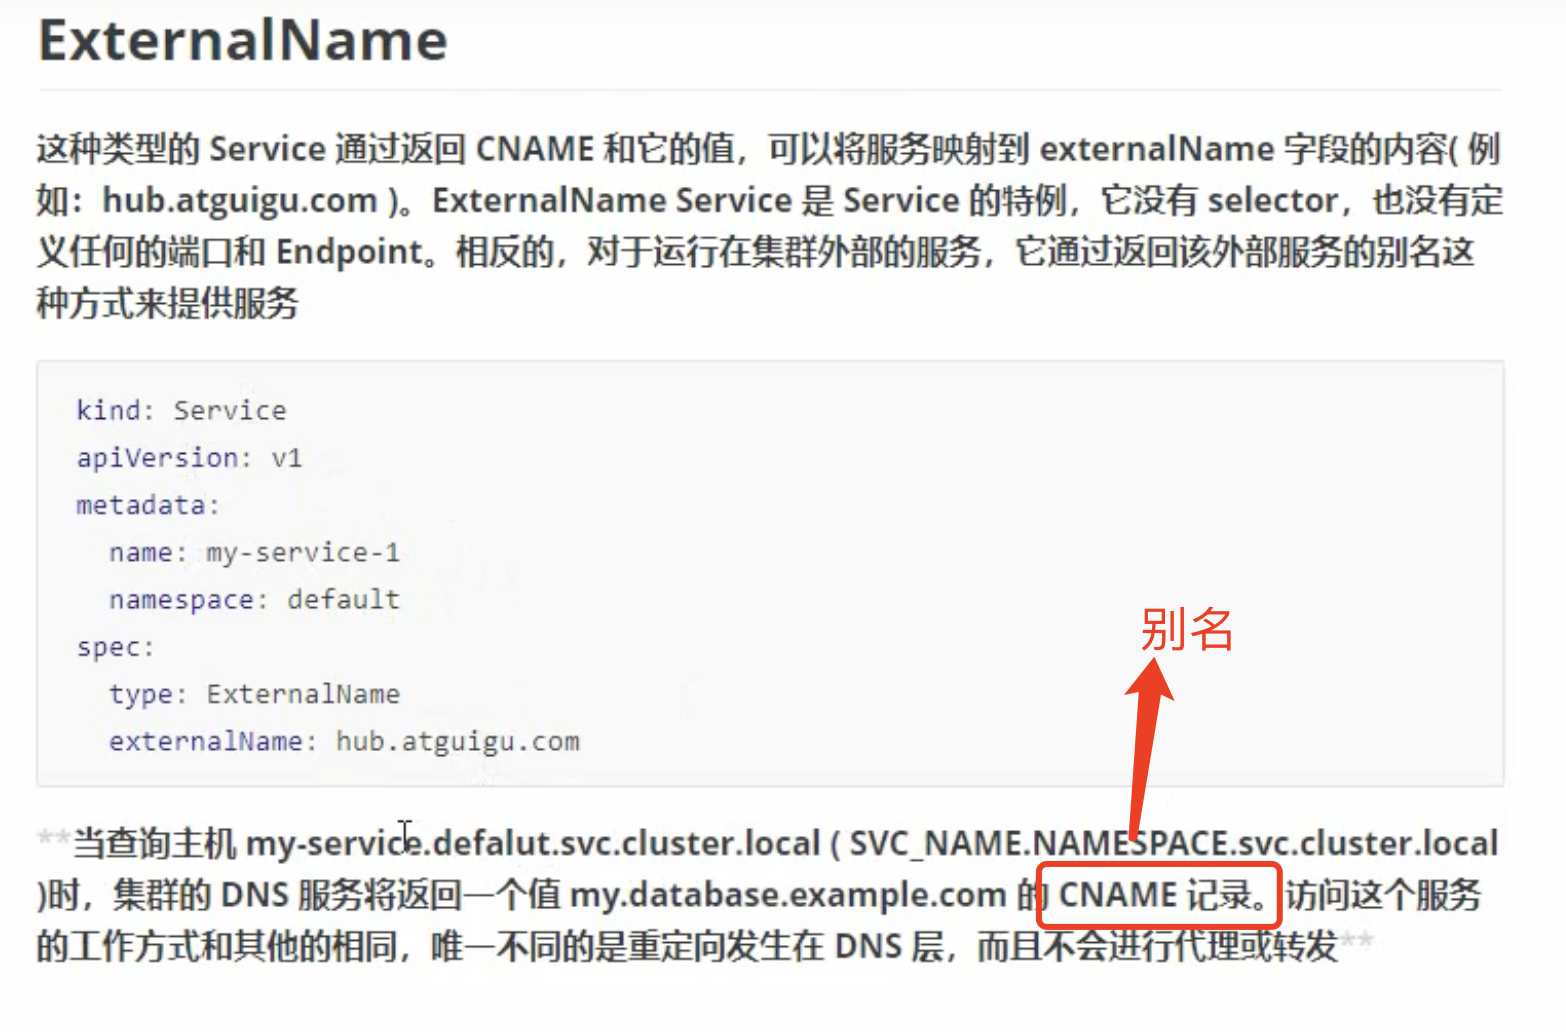 ExternalName
这种类型的 Service 通过返回 CNAME 和它的值，可以将服务映射到 externalName 字段的内容( 例
如：hub.atguigu.com )。ExternalName Service 是 Service 的特例，它没有 selector，也没有定
义任何的端口和 Endpoint。相反的，对于运行在集群外部的服务，它通过返回该外部服务的别名这
种方式来提供服务
kind: Service
apiVersion: v1
metadata:
  name: my-service-1
  namespace: default
spec:
  type: ExternalName
  externalName: hub.atguigu.com
别名
**当查询主机 my-service.defalut.svc.cluster.local ( SVC_NAME.NAMESPACE.svc.cluster.local
)时，集群的 DNS 服务将返回一个值 my.database.example.com 的 CNAME 记录。访问这个服务
的工作方式和其他的相同，唯一不同的是重定向发生在 DNS 层，而且不会进行代理或转发**